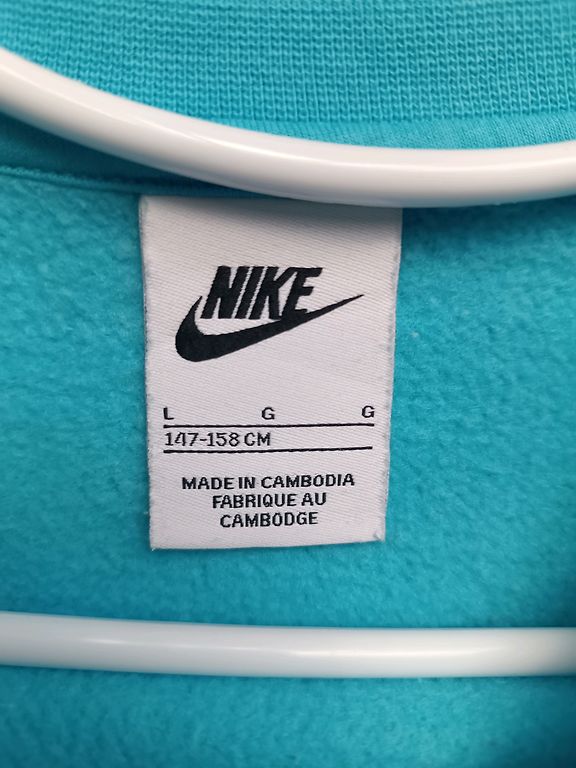 NIKE
L G G
147-158 CM
MADE IN CAMBODIA
FABRIQUE AU
CAMBODGE